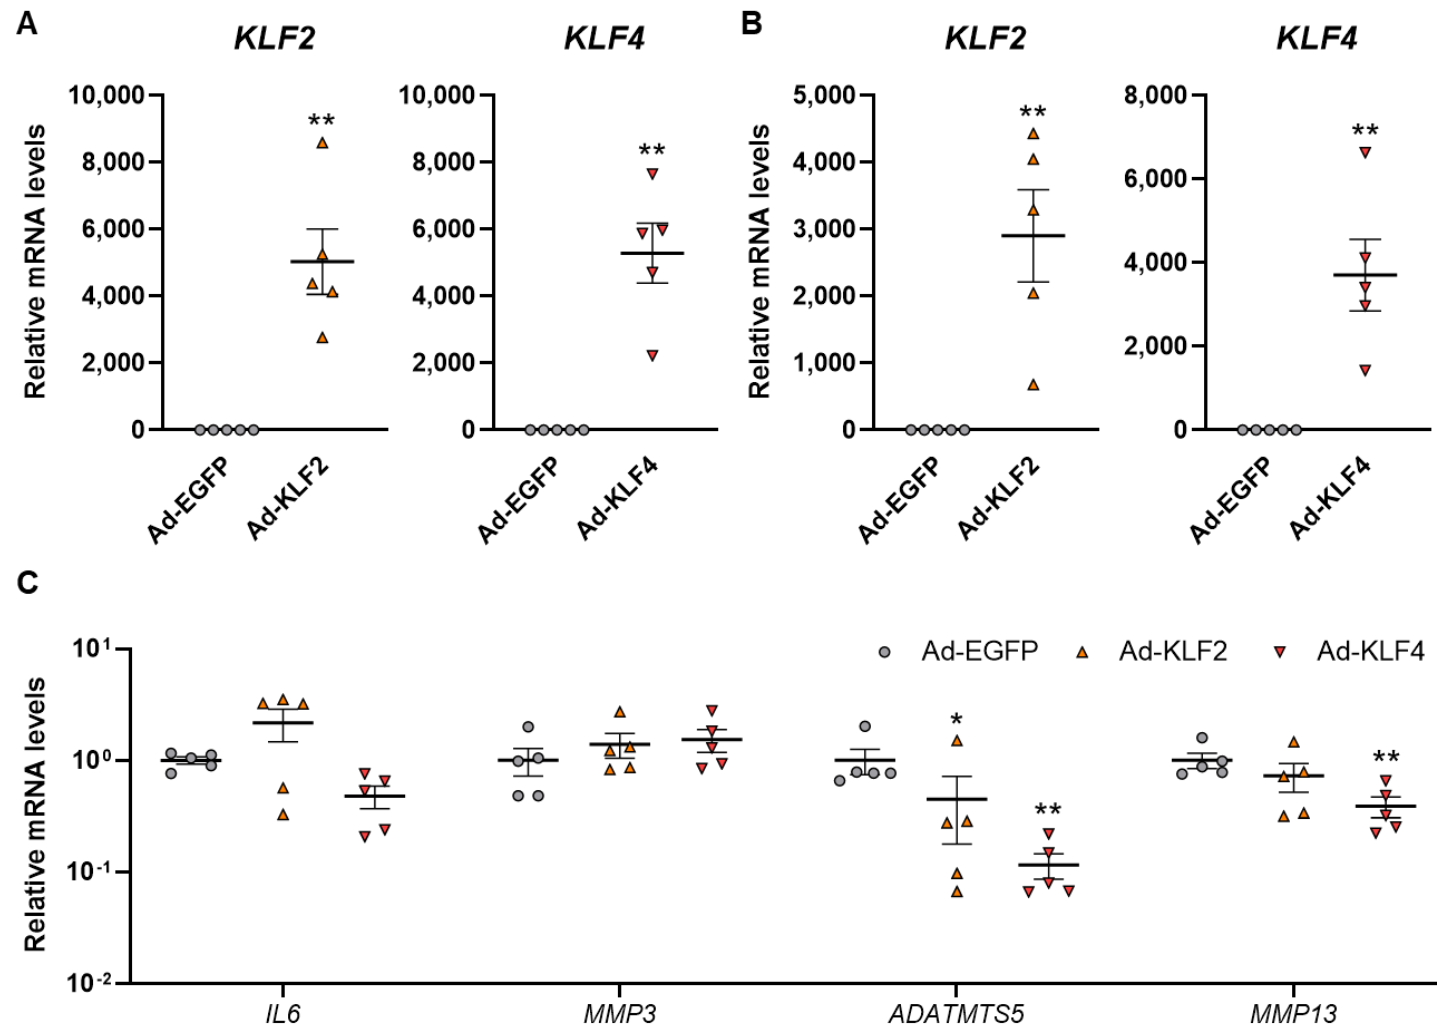 A
B
KLF2
KLF4
KLF2
KLF4
Relative mRNA levels
10,000
8,000
6,000
4,000
2,000
0
**
Ad-EGFP
Ad-KLF2
10,000
8,000
6,000
4,000
2,000
0
**
Ad-EGFP
Ad-KLF4
Relative mRNA levels
5,000
4,000
3,000
2,000
1,000
0
**
Ad-EGFP
Ad-KLF2
8,000
6,000
4,000
2,000
0
**
Ad-EGFP
Ad-KLF4
C
Relative mRNA levels
10¹
10⁰
10⁻¹
10⁻²
Ad-EGFP Ad-KLF2 Ad-KLF4
*
**
**
IL6 MMP3 ADATMTS5 MMP13